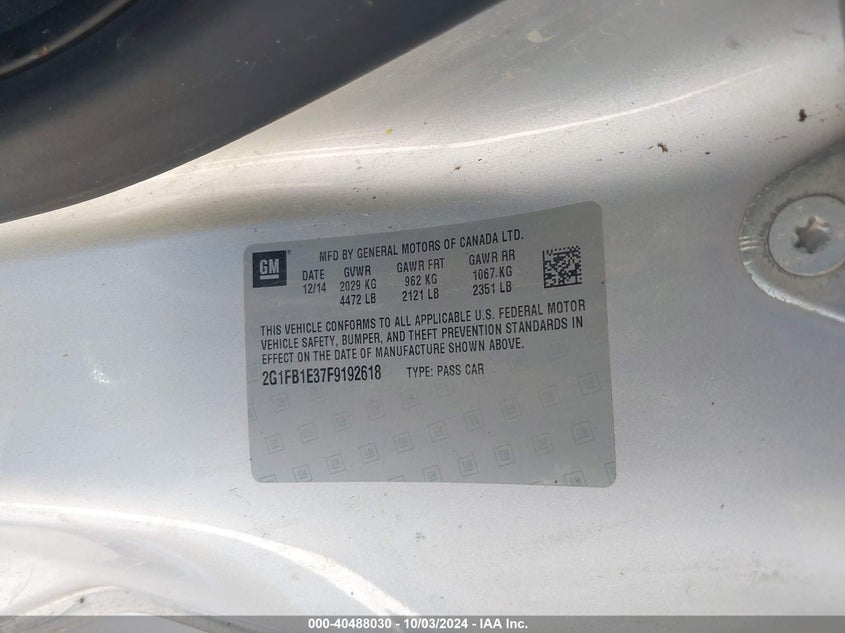 GM
MFD BY GENERAL MOTORS OF CANADA LTD.
DATE GVWR GAWR FRT GAWR RR
12/14 2029 KG 962 KG 1067 KG
4472 LB 2121 LB 2351 LB
THIS VEHICLE CONFORMS TO ALL APPLICABLE U.S. FEDERAL MOTOR
VEHICLE SAFETY, BUMPER, AND THEFT PREVENTION STANDARDS IN
EFFECT ON THE DATE OF MANUFACTURE SHOWN ABOVE.
2G1FB1E37F9192618 TYPE: PASS CAR
000-40488030 - 10/03/2024 - IAA Inc.